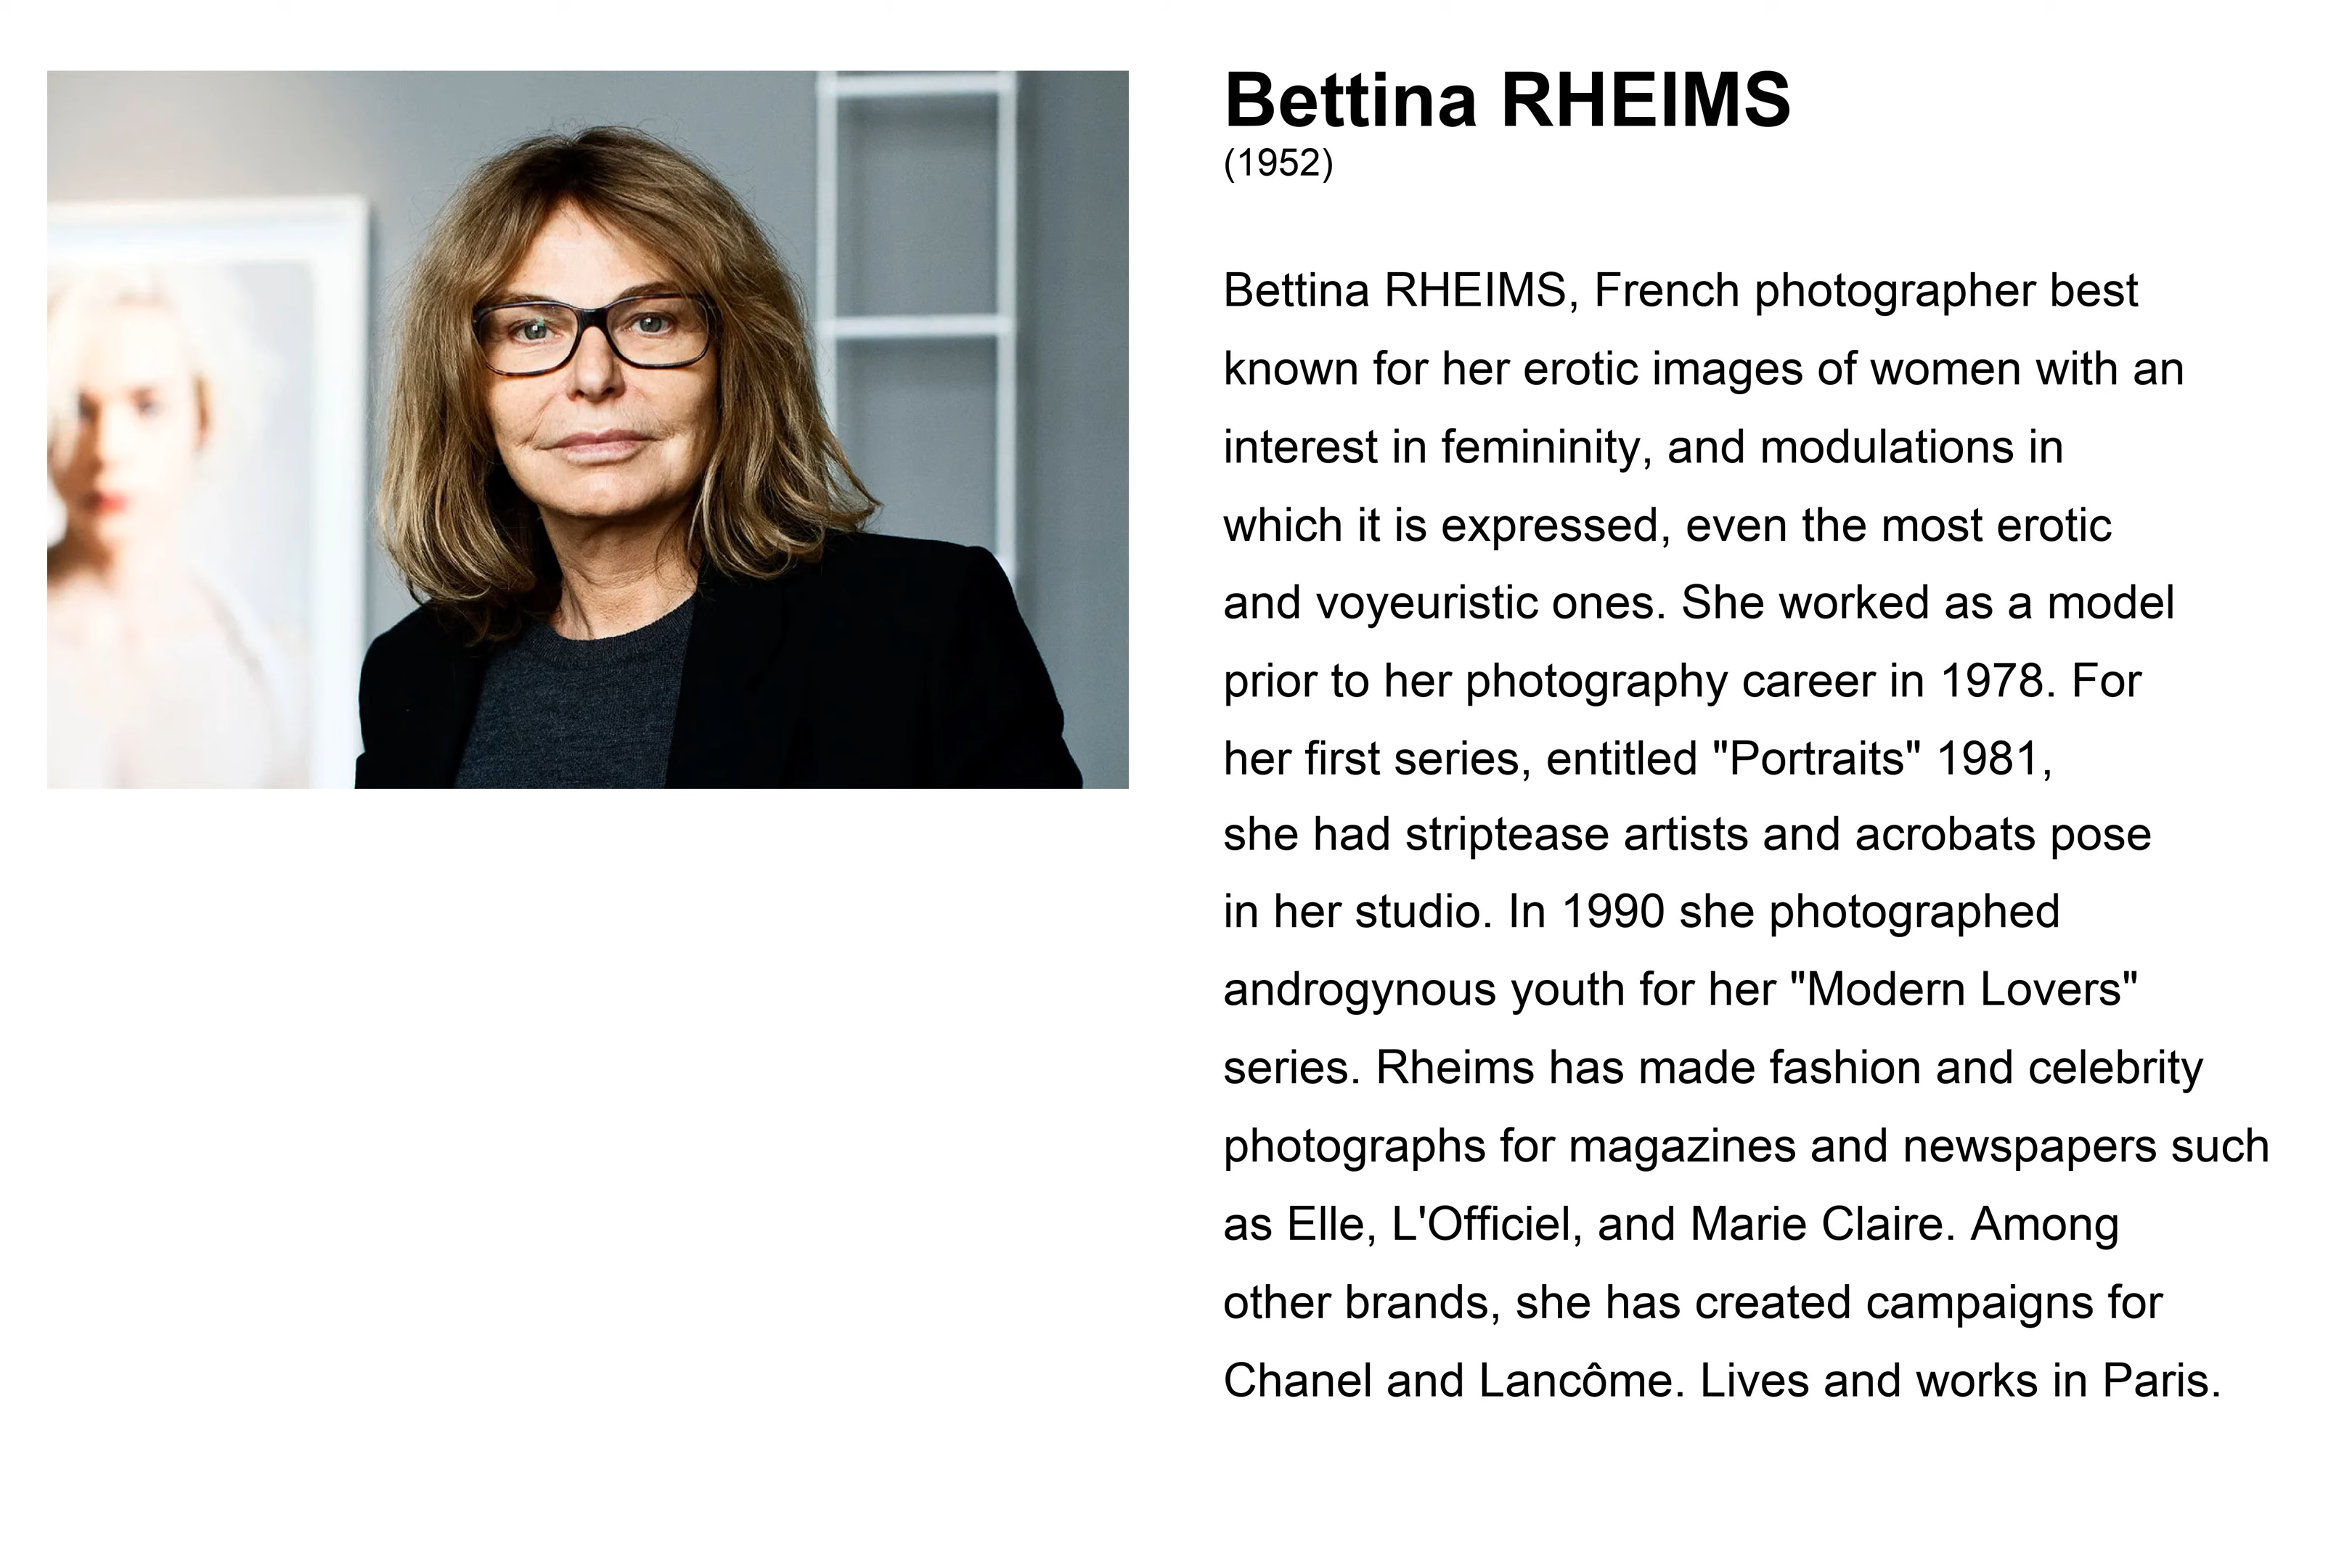 Bettina RHEIMS
(1952)
Bettina RHEIMS, French photographer best
known for her erotic images of women with an
interest in femininity, and modulations in
which it is expressed, even the most erotic
and voyeuristic ones. She worked as a model
prior to her photography career in 1978. For
her first series, entitled "Portraits" 1981,
she had striptease artists and acrobats pose
in her studio. In 1990 she photographed
androgynous youth for her "Modern Lovers"
series. Rheims has made fashion and celebrity
photographs for magazines and newspapers such
as Elle, L'Officiel, and Marie Claire. Among
other brands, she has created campaigns for
Chanel and Lancôme. Lives and works in Paris.